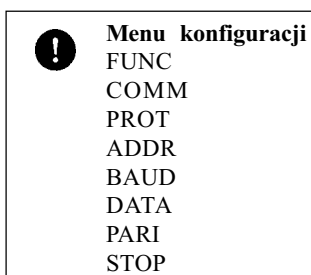 Menu konfiguracji
FUNC
COMM
PROT
ADDR
BAUD
DATA
PARI
STOP